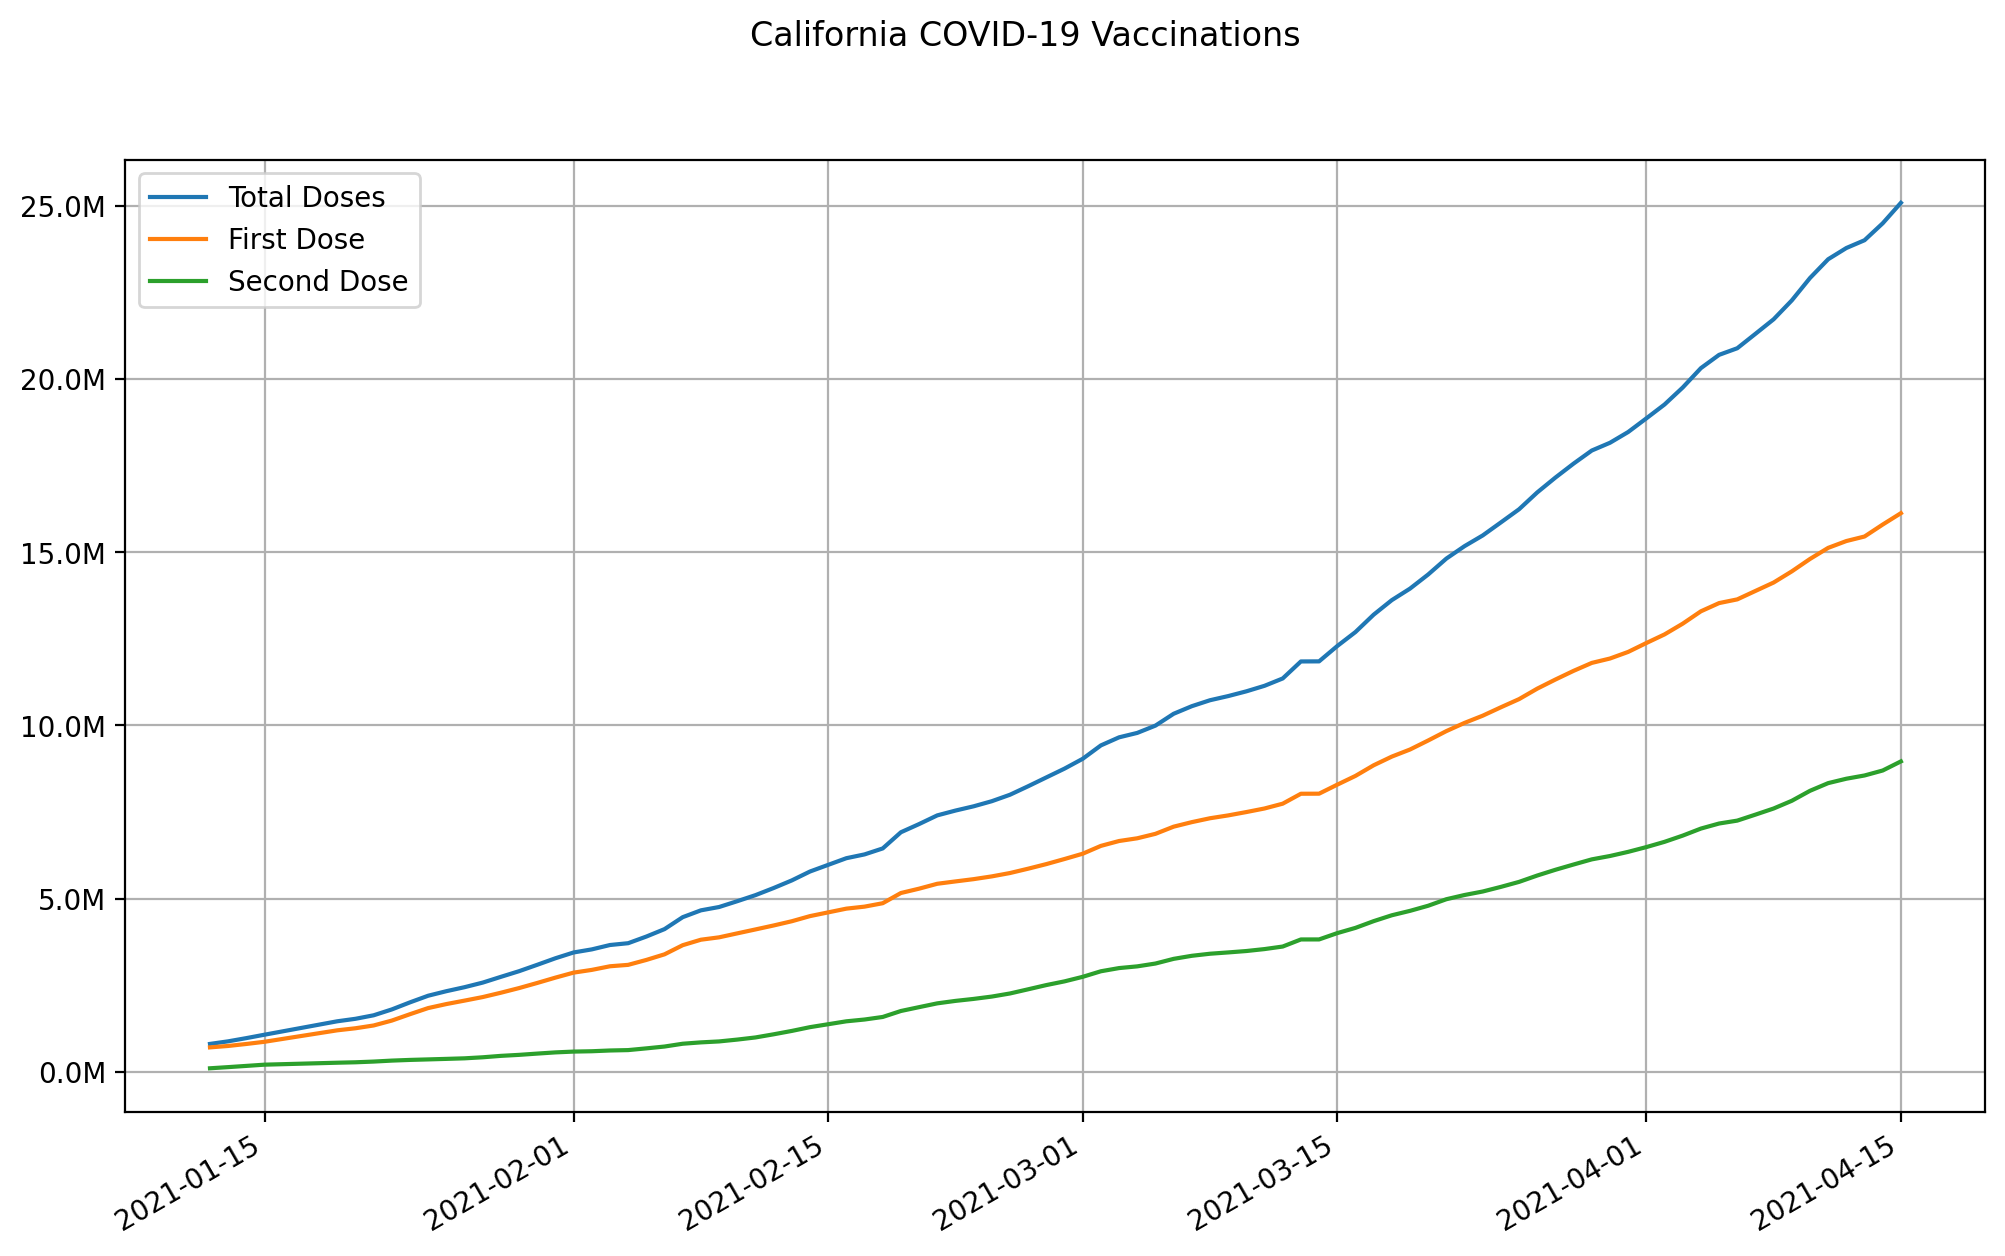 California COVID-19 Vaccinations
Total Doses
First Dose
Second Dose
25.0M
20.0M
15.0M
10.0M
5.0M
0.0M
2021-01-15
2021-02-01
2021-02-15
2021-03-01
2021-03-15
2021-04-01
2021-04-15